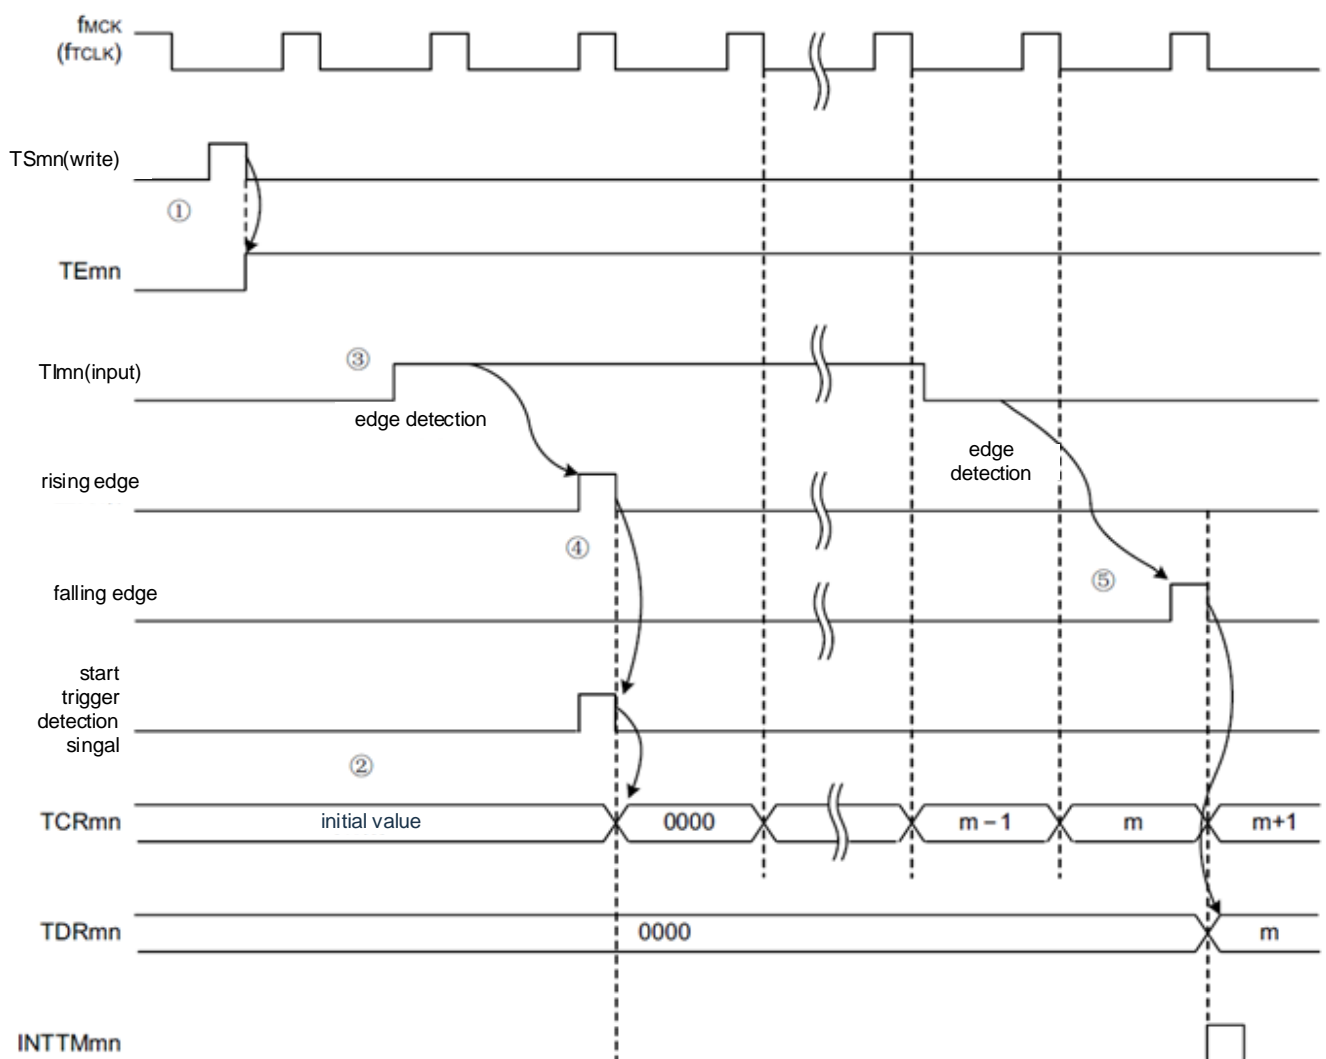 fMCK
(fTCLK)
TSmn(write)
①
TEmn
③
TImn(input)
edge detection
edge
detection
rising edge
④
⑤
falling edge
start
trigger
detection
singal
②
TCRmn
initial value
0000
m – 1
m
m+1
TDRmn
0000
m
INTTMmn